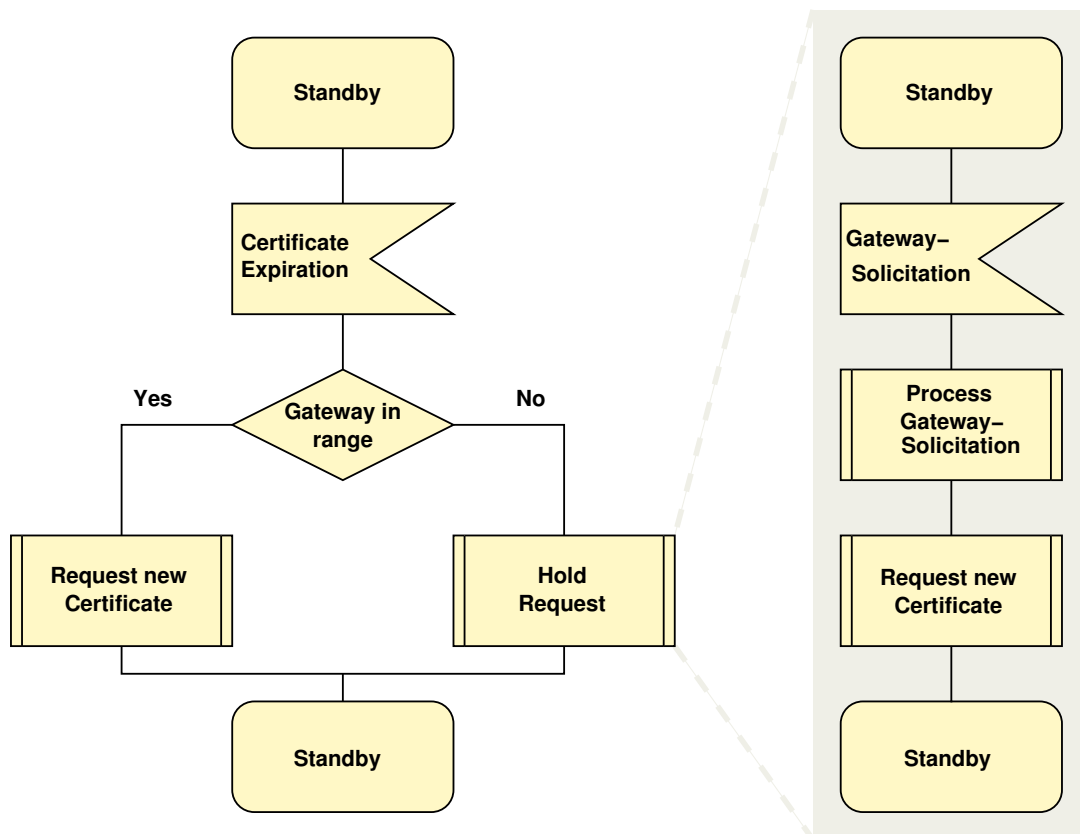 Standby
Certificate
Expiration
Yes
No
Gateway in
range
Request new
Certificate
Hold
Request
Standby
Standby
Gateway–
Solicitation
Process
Gateway–
Solicitation
Request new
Certificate
Standby